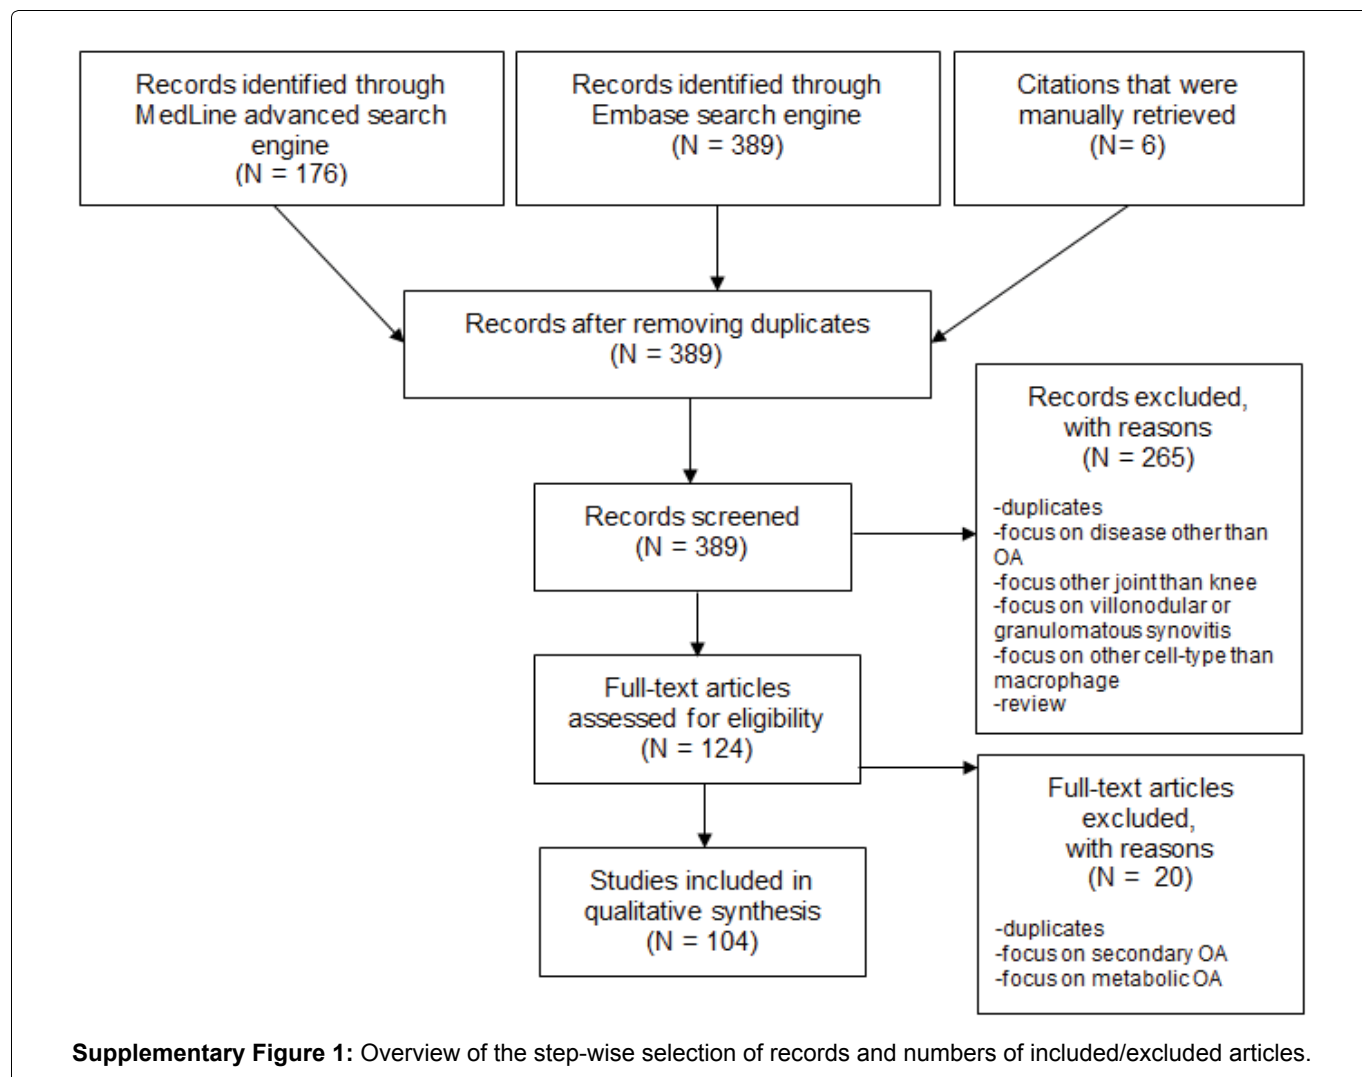 Records identified through
MedLine advanced search
engine
(N = 176)
Records identified through
Embase search engine
(N = 389)
Citations that were
manually retrieved
(N= 6)
Records after removing duplicates
(N = 389)
Records excluded,
with reasons
(N = 265)
-duplicates
-focus on disease other than
OA
-focus other joint than knee
-focus on villonodular or
granulomatous synovitis
-focus on other cell-type than
macrophage
-review
Records screened
(N = 389)
Full-text articles
assessed for eligibility
(N = 124)
Full-text articles
excluded,
with reasons
(N = 20)
-duplicates
-focus on secondary OA
-focus on metabolic OA
Studies included in
qualitative synthesis
(N = 104)
Supplementary Figure 1: Overview of the step-wise selection of records and numbers of included/excluded articles.